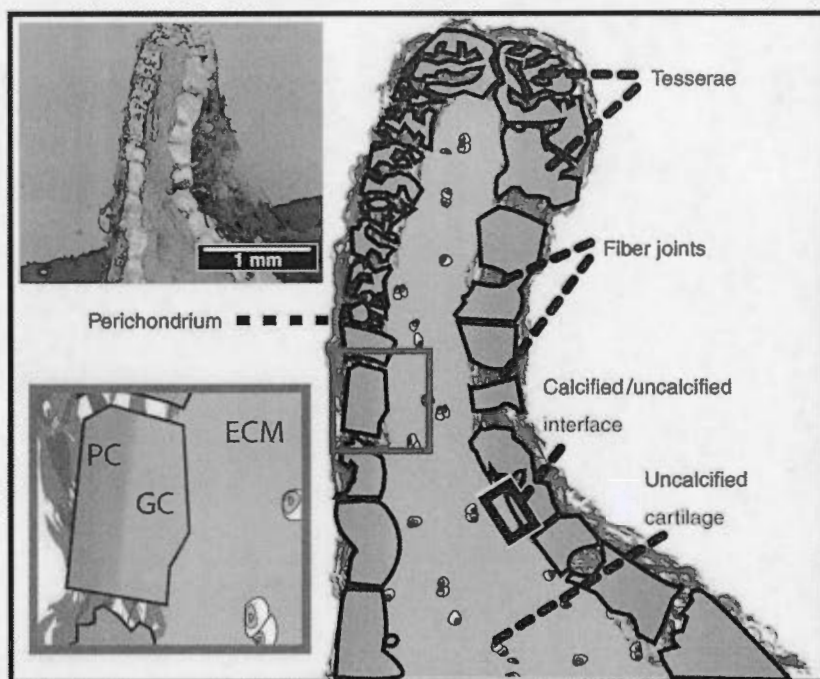 1 mm
Tesserae
Fiber joints
Perichondrium
Calcified/uncalcified
interface
ECM
PC
GC
Uncalcified
cartilage